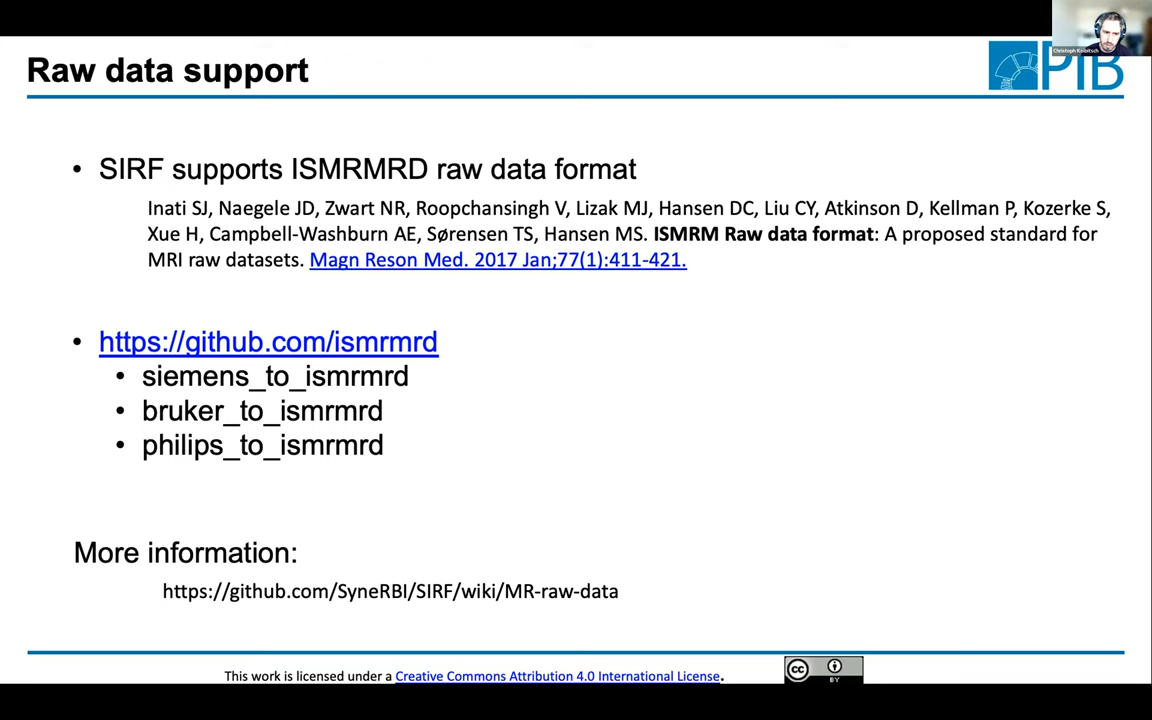 Christoph Kolbitsch
Raw data support
PTB
• SIRF supports ISMRMRD raw data format
Inati SJ, Naegele JD, Zwart NR, Roopchansingh V, Lizak MJ, Hansen DC, Liu CY, Atkinson D, Kellman P, Kozerke S,
Xue H, Campbell-Washburn AE, Sørensen TS, Hansen MS. ISMRM Raw data format: A proposed standard for
MRI raw datasets. Magn Reson Med. 2017 Jan;77(1):411-421.
• https://github.com/ismrmrd
• siemens_to_ismrmrd
• bruker_to_ismrmrd
• philips_to_ismrmrd
More information:
https://github.com/SyneRBI/SIRF/wiki/MR-raw-data
This work is licensed under a Creative Commons Attribution 4.0 International License.
cc BY